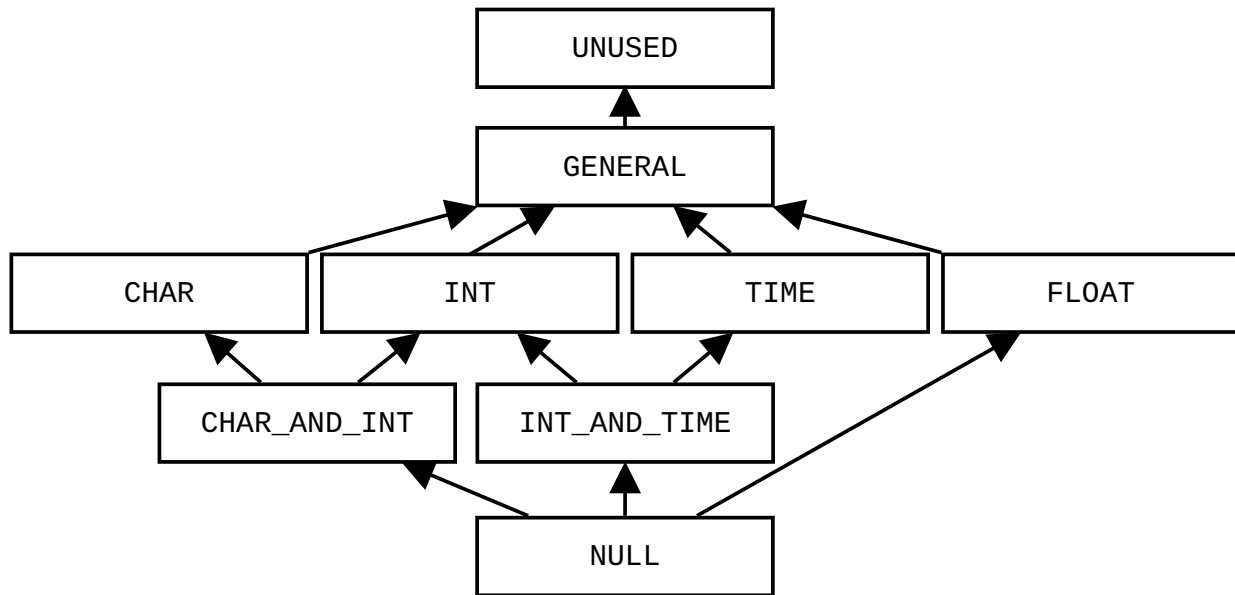 UNUSED
GENERAL
CHAR
INT
TIME
FLOAT
CHAR_AND_INT
INT_AND_TIME
NULL